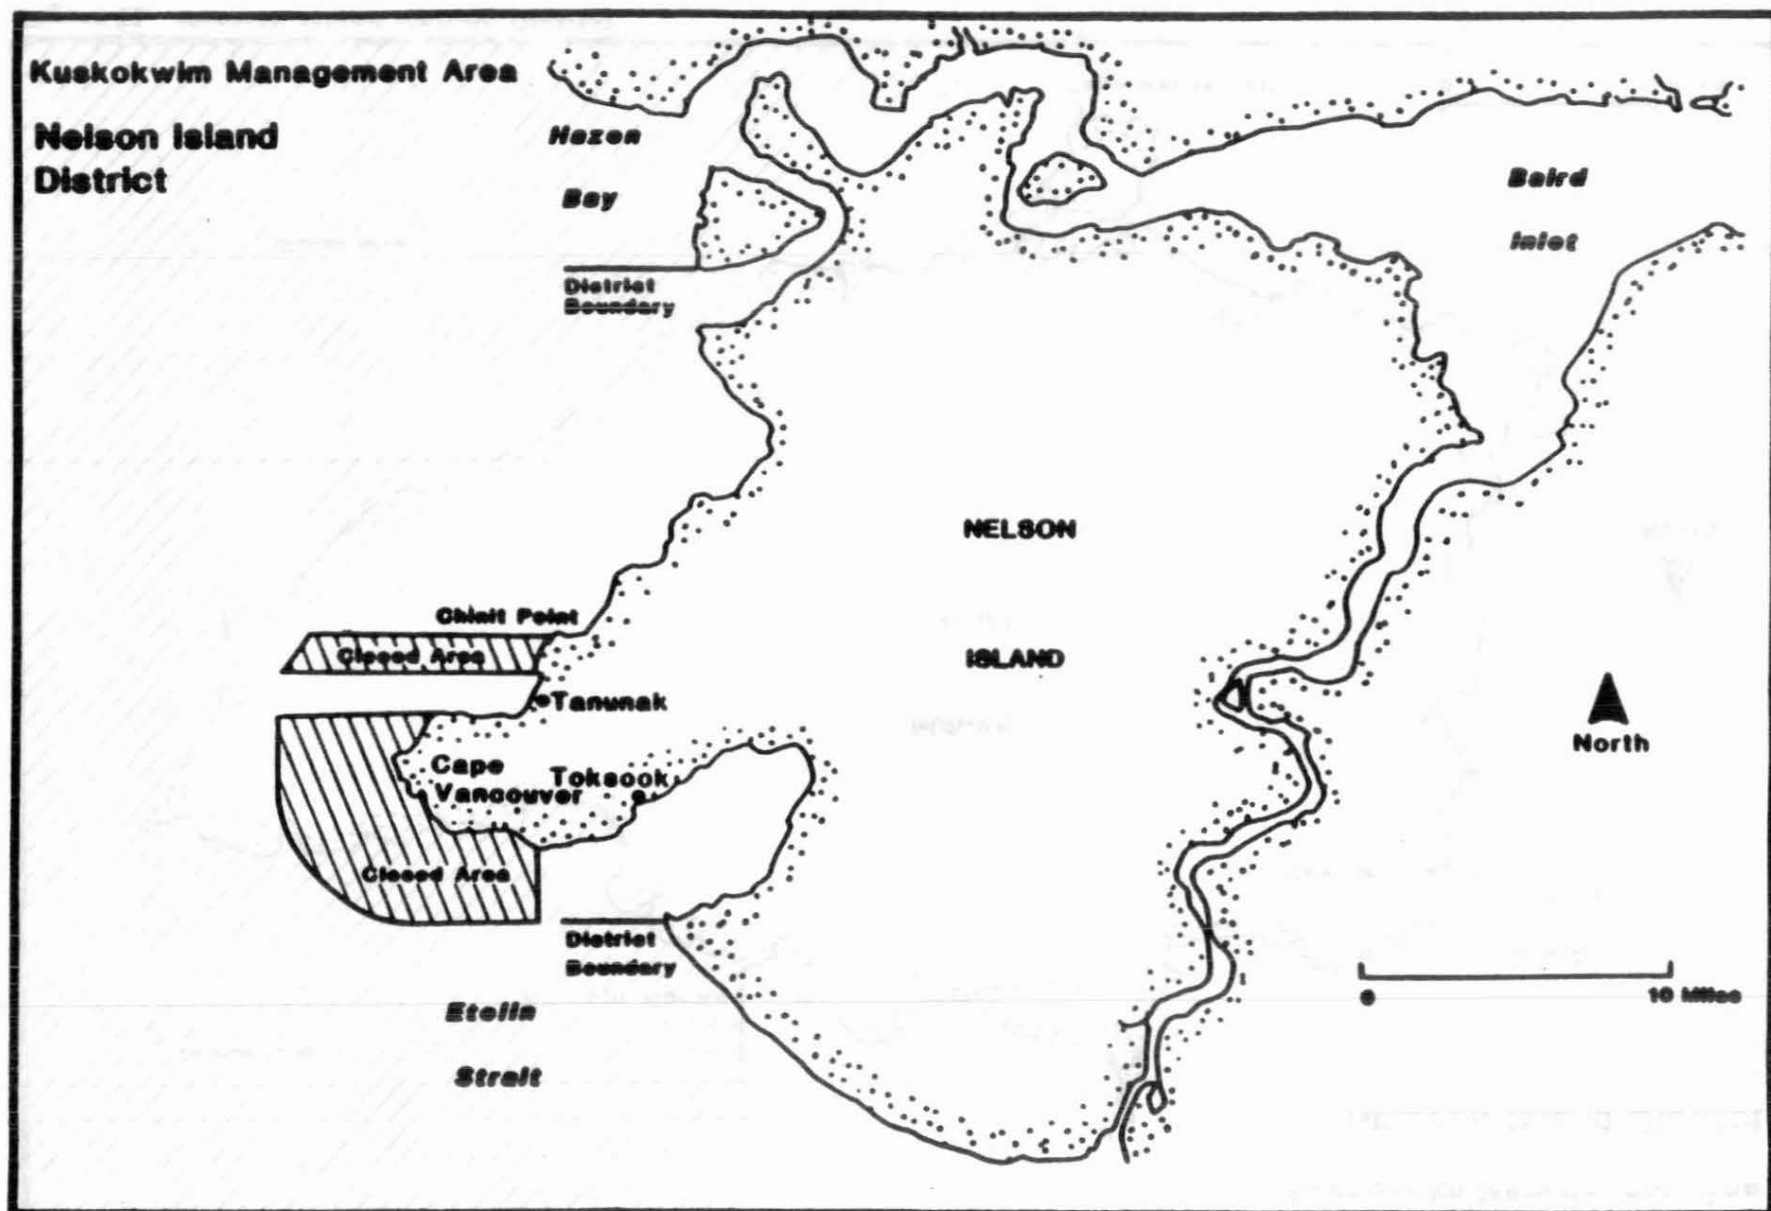 Kuskokwim Management Area
Nelson Island
District
Hazen
Bay
District
Boundary
Baird
Inlet
NELSON
ISLAND
Chinit Point
Closed Area
Tanunak
Cape
Vancouver
Toksook
Closed Area
District
Boundary
Etolin
Strait
North
0
10 Miles